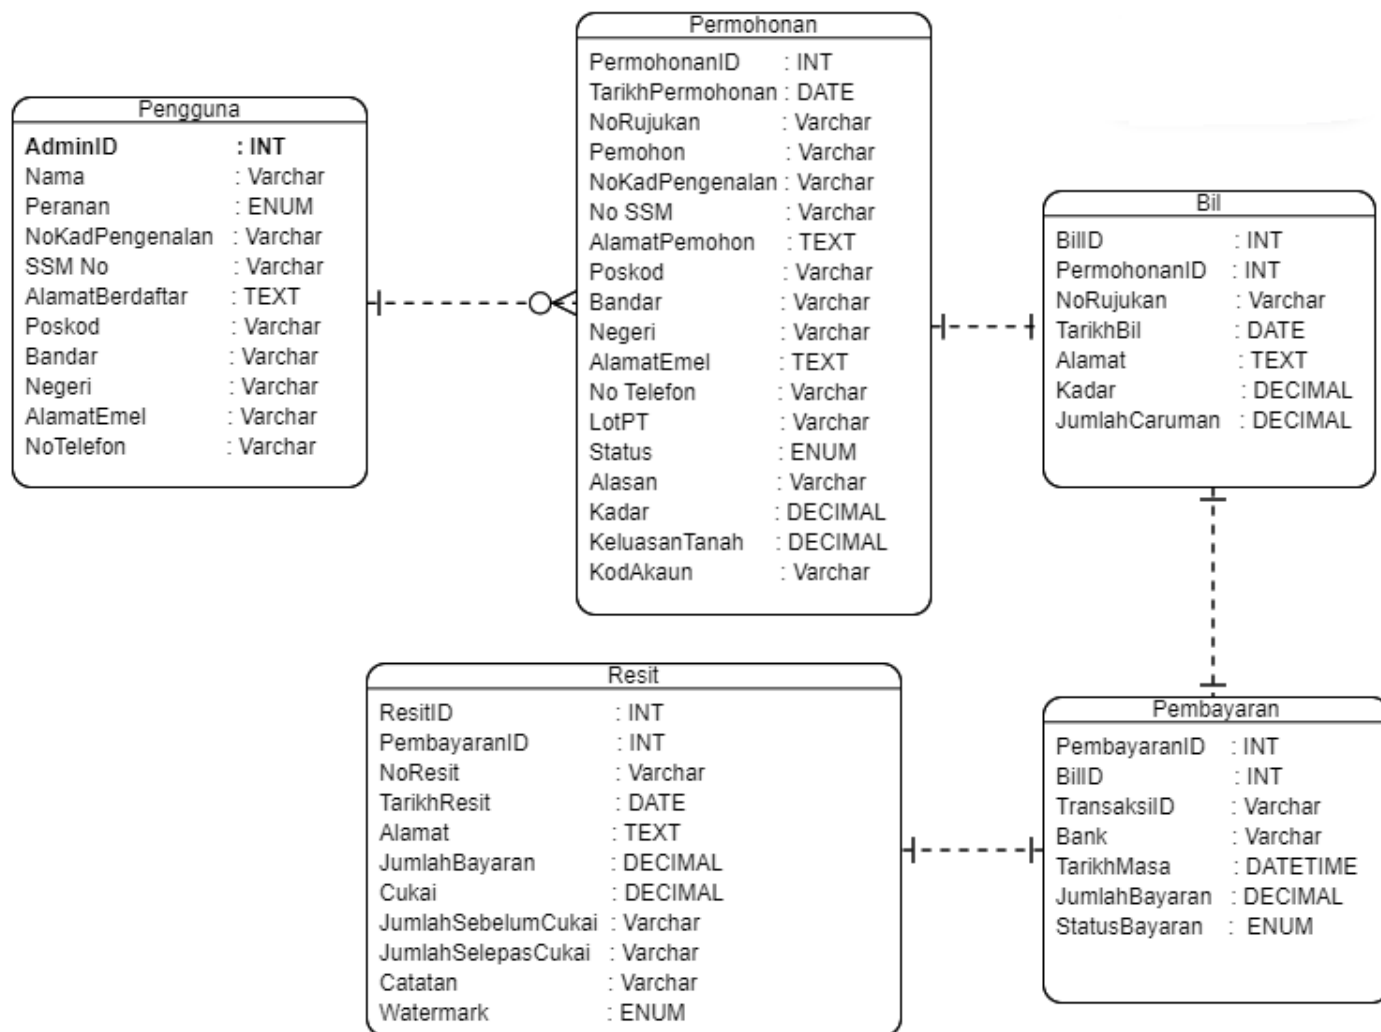 Pengguna
AdminID : INT
Nama : Varchar
Peranan : ENUM
NoKadPengenalan : Varchar
SSM No : Varchar
AlamatBerdaftar : TEXT
Poskod : Varchar
Bandar : Varchar
Negeri : Varchar
AlamatEmel : Varchar
NoTelefon : Varchar
Permohonan
PermohonanID : INT
TarikhPermohonan : DATE
NoRujukan : Varchar
Pemohon : Varchar
NoKadPengenalan : Varchar
No SSM : Varchar
AlamatPemohon : TEXT
Poskod : Varchar
Bandar : Varchar
Negeri : Varchar
AlamatEmel : TEXT
No Telefon : Varchar
LotPT : Varchar
Status : ENUM
Alasan : Varchar
Kadar : DECIMAL
KeluasanTanah : DECIMAL
KodAkaun : Varchar
Bil
BillID : INT
PermohonanID : INT
NoRujukan : Varchar
TarikhBil : DATE
Alamat : TEXT
Kadar : DECIMAL
JumlahCaruman : DECIMAL
Resit
ResitID : INT
PembayaranID : INT
NoResit : Varchar
TarikhResit : DATE
Alamat : TEXT
JumlahBayaran : DECIMAL
Cukai : DECIMAL
JumlahSebelumCukai : Varchar
JumlahSelepasCukai : Varchar
Catatan : Varchar
Watermark : ENUM
Pembayaran
PembayaranID : INT
BillID : INT
TransaksiID : Varchar
Bank : Varchar
TarikhMasa : DATETIME
JumlahBayaran : DECIMAL
StatusBayaran : ENUM